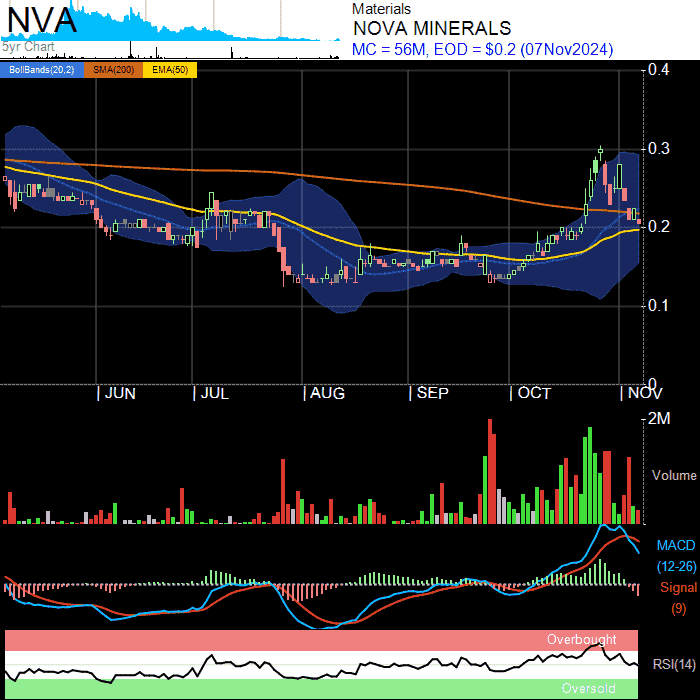 NVA
5yr Chart
Materials
NOVA MINERALS
MC = 56M, EOD = $0.2 (07Nov2024)
BollBands(20,2) SMA(200) EMA(50)
0.4
0.3
0.2
0.1
0
| JUN | JUL | AUG | SEP | OCT | NOV
2M
Volume
MACD
(12-26)
Signal
(9)
Overbought
RSI(14)
Oversold